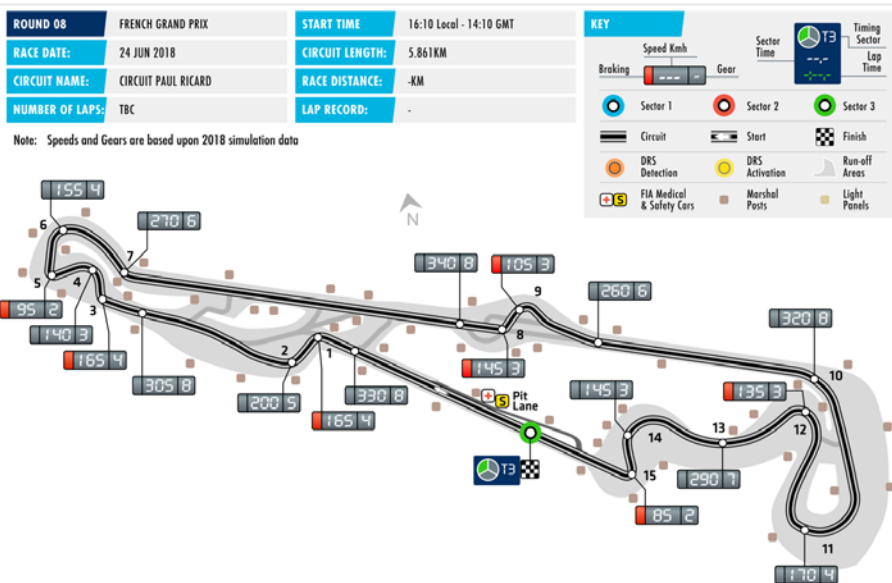 ROUND 08 FRENCH GRAND PRIX START TIME 16:10 Local - 14:10 GMT
RACE DATE: 24 JUN 2018 CIRCUIT LENGTH: 5.861KM
CIRCUIT NAME: CIRCUIT PAUL RICARD RACE DISTANCE: -KM
NUMBER OF LAPS: TBC LAP RECORD: -
Note: Speeds and Gears are based upon 2018 simulation data
KEY
Speed Kmh
Braking --- - Gear
Sector Time
T3
--.-
-:--.-
Timing Sector
Lap Time
Sector 1 Sector 2 Sector 3
Circuit Start Finish
DRS Detection
DRS Activation
Run-off Areas
S
FIA Medical & Safety Cars
Marshal Posts
Light Panels
N
155 4
6
270 6
7
5
4
3
95 2
140 3
165 4
305 8
2
1
200 5
165 4
330 8
340 8
105 3
9
8
145 3
260 6
320 8
10
S Pit Lane
T3
145 3
135 3
14
13
12
15
290 7
85 2
11
170 4